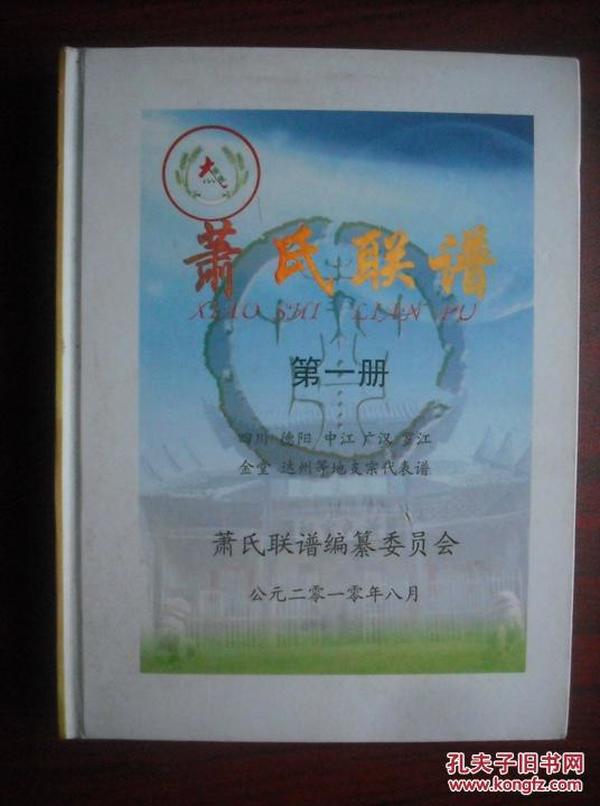 萧氏联谱
XIAO SHI LIAN PU
第一册
四川 德阳 中江 广汉 罗江
金堂 达州等地支宗代表谱
萧氏联谱编纂委员会
公元二零一零年八月
孔夫子旧书网
WWW.KONGFZ.COM